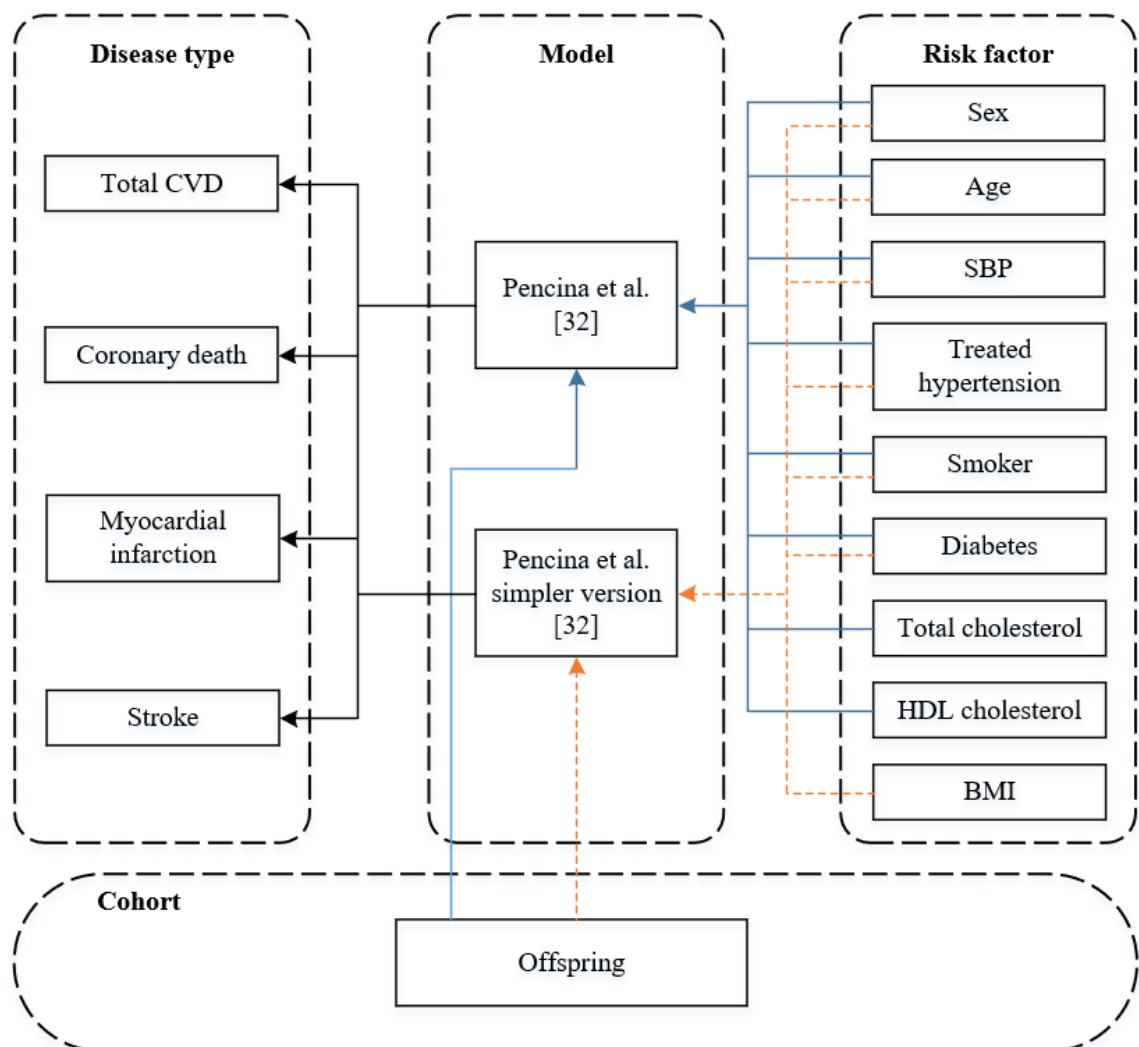 Disease type
Total CVD
Coronary death
Myocardial
infarction
Stroke
Model
Pencina et al.
[32]
Pencina et al.
simpler version
[32]
Risk factor
Sex
Age
SBP
Treated
hypertension
Smoker
Diabetes
Total cholesterol
HDL cholesterol
BMI
Cohort
Offspring